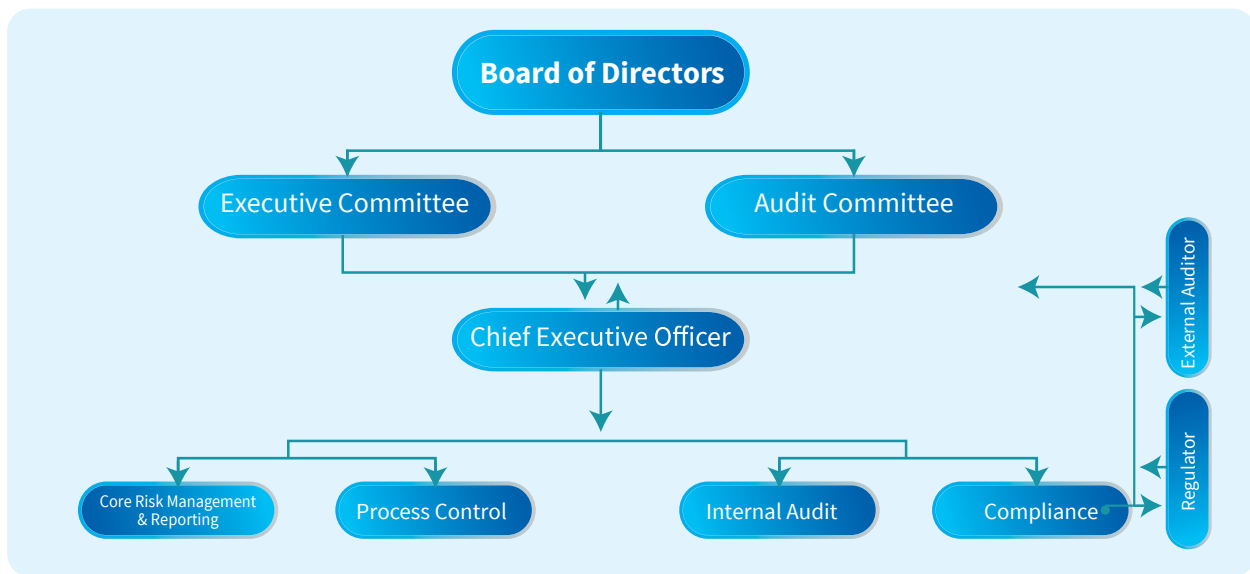 Board of Directors
Executive Committee
Audit Committee
External Auditor
Chief Executive Officer
Regulator
Core Risk Management
& Reporting
Process Control
Internal Audit
Compliance